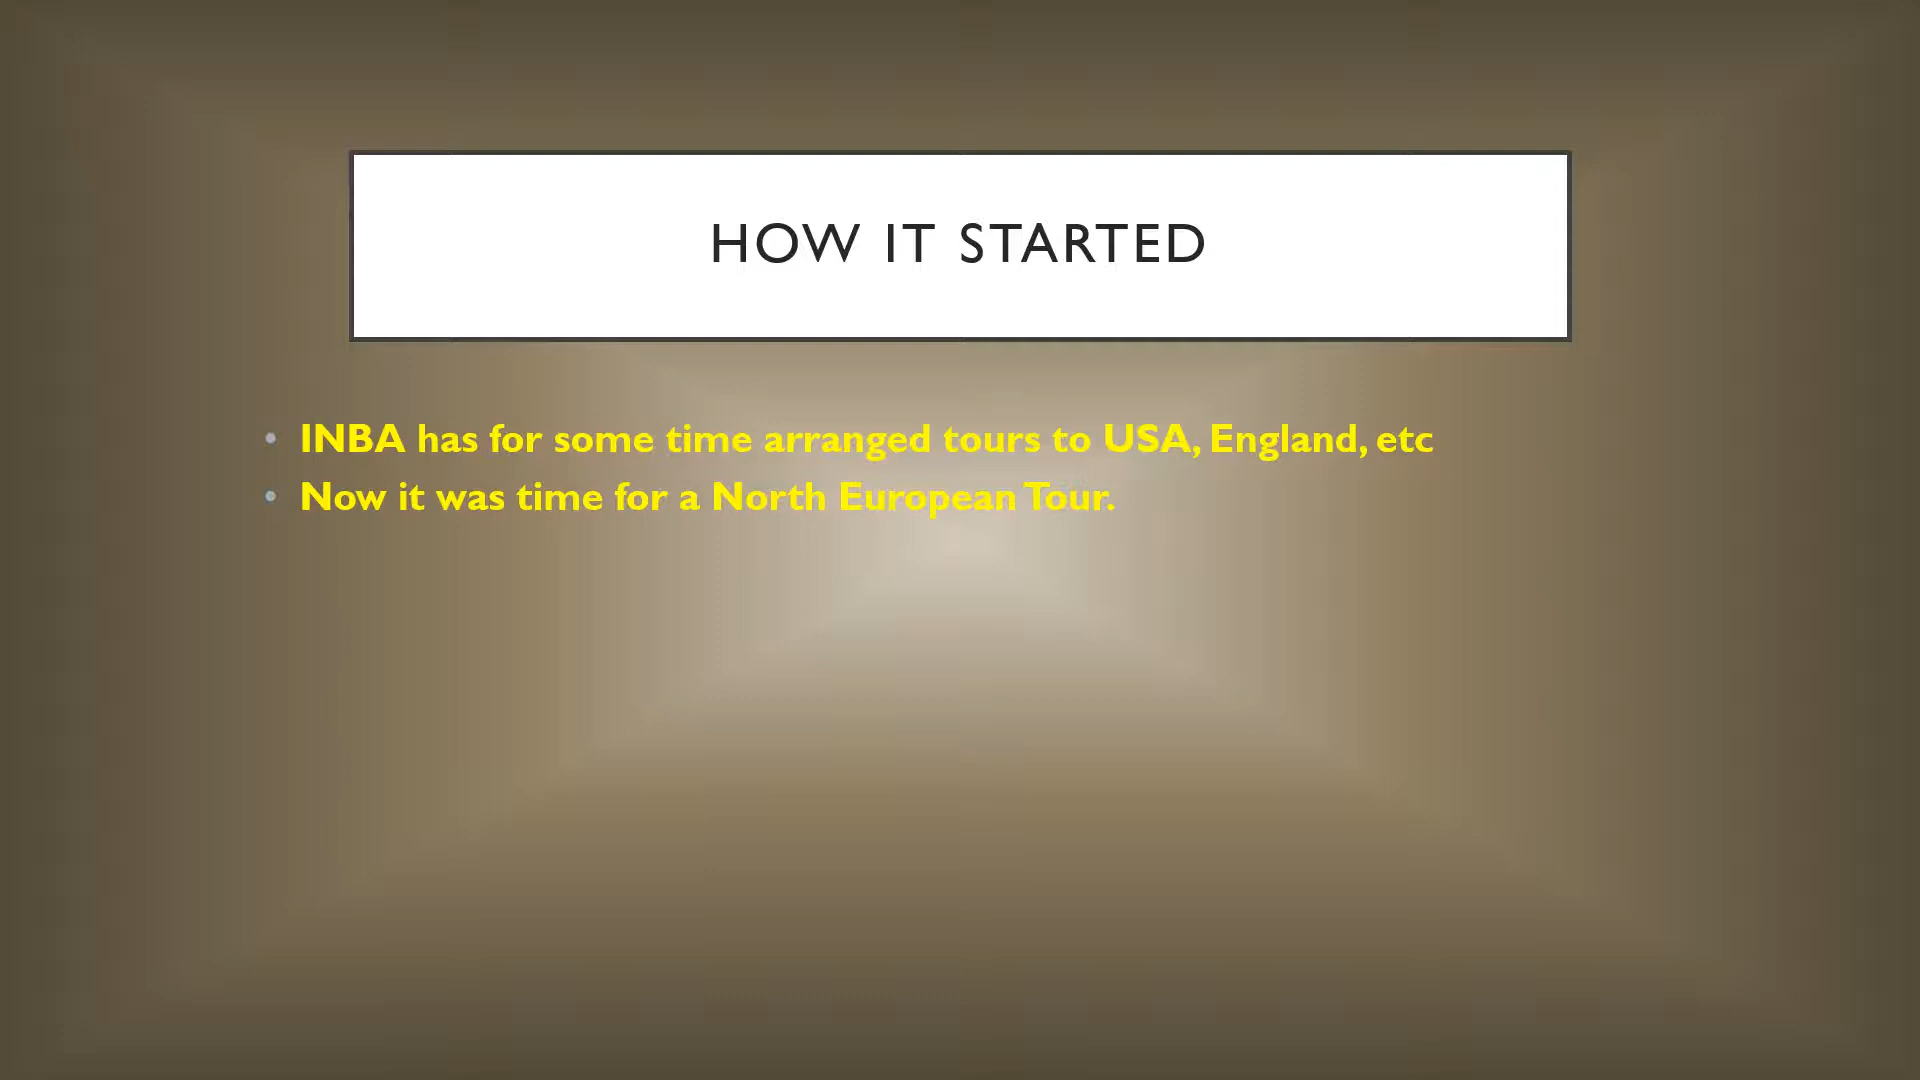 HOW IT STARTED
• INBA has for some time arranged tours to USA, England, etc
• Now it was time for a North European Tour.